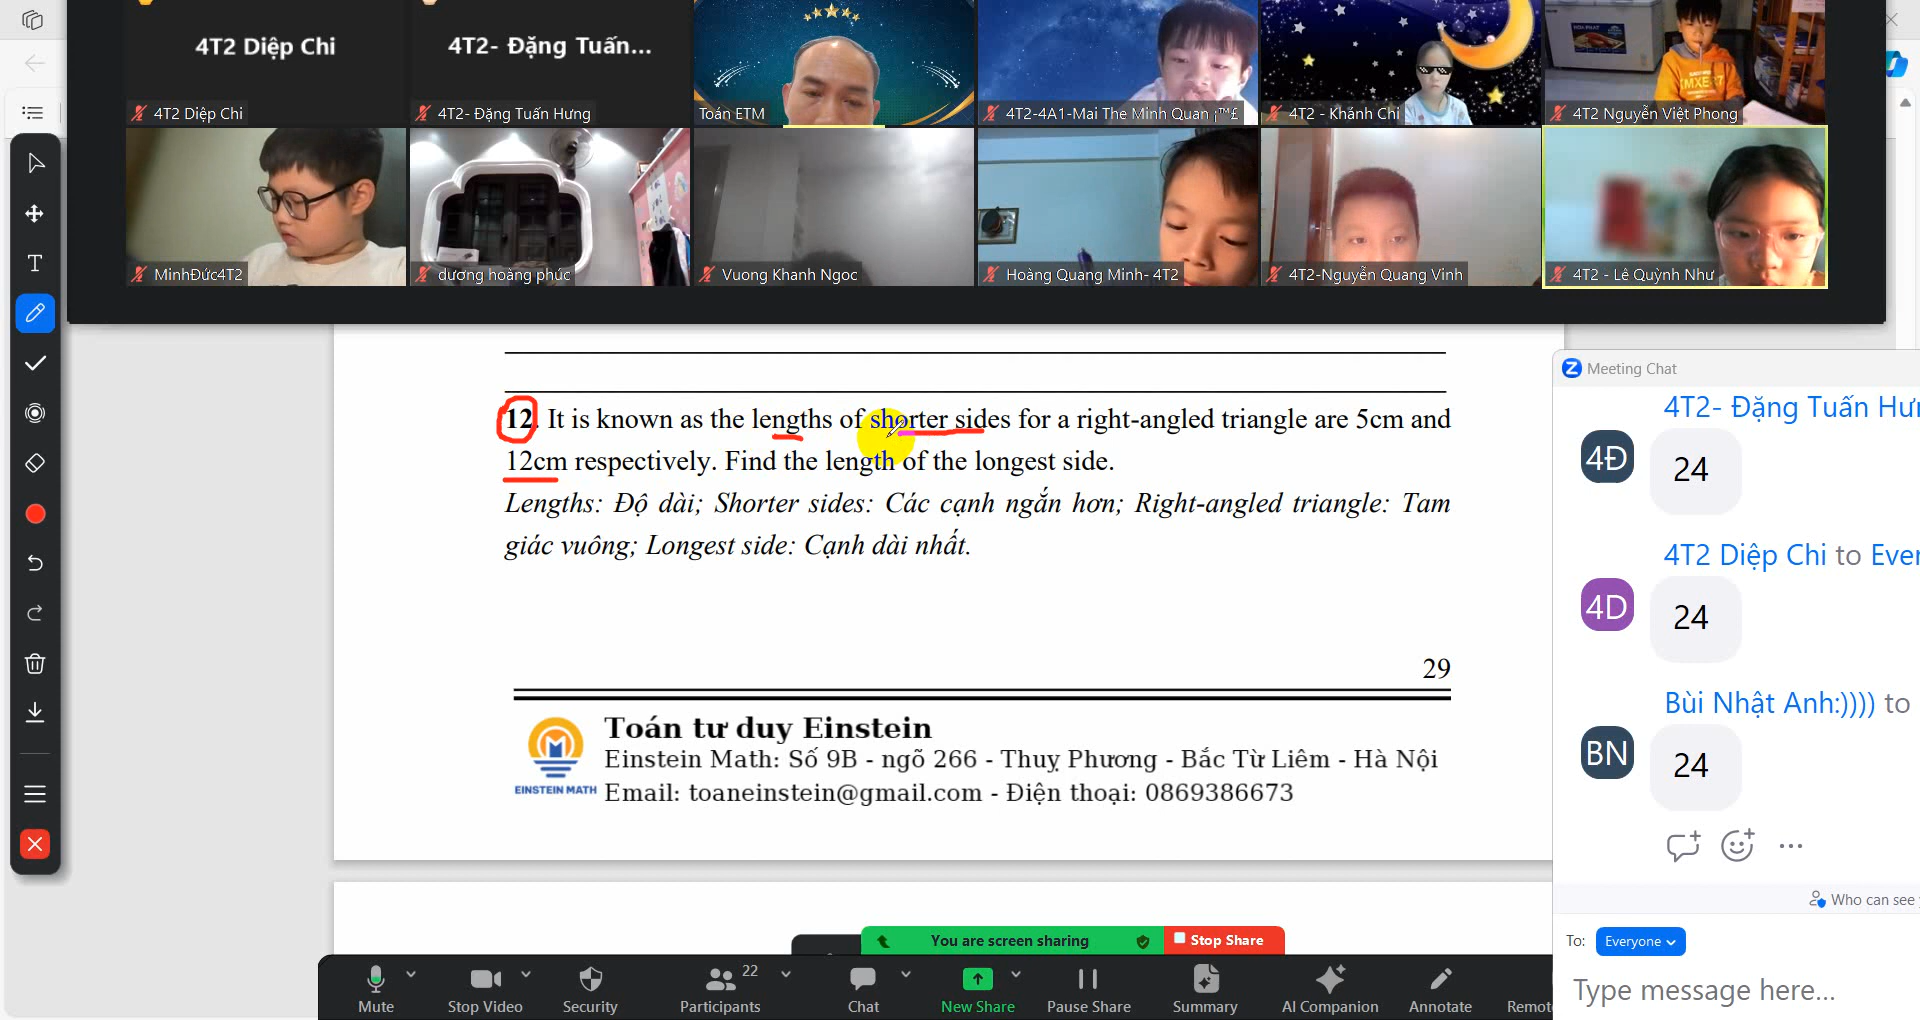 4T2 Diệp Chi
4T2- Đặng Tuấn...
4T2 Diệp Chi
4T2- Đặng Tuấn Hưng
Toán ETM
4T2-4A1-Mai The Minh Quan ¡™£
4T2 - Khánh Chi
4T2 Nguyễn Việt Phong
MinhĐức4T2
dương hoàng phúc
Vuong Khanh Ngoc
Hoàng Quang Minh- 4T2
4T2-Nguyễn Quang Vinh
4T2 - Lê Quỳnh Như
12. It is known as the lengths of shorter sides for a right-angled triangle are 5cm and
12cm respectively. Find the length of the longest side.
Lengths: Độ dài; Shorter sides: Các cạnh ngắn hơn; Right-angled triangle: Tam
giác vuông; Longest side: Cạnh dài nhất.
29
Toán tư duy Einstein
Einstein Math: Số 9B - ngõ 266 - Thuỵ Phương - Bắc Từ Liêm - Hà Nội
EINSTEIN MATH
Email: toaneinstein@gmail.com - Điện thoại: 0869386673
Meeting Chat
4T2- Đặng Tuấn Hưn
4Đ
24
4T2 Diệp Chi to Ever
4D
24
Bùi Nhật Anh:)))) to
BN
24
Who can see
To: Everyone
Type message here...
You are screen sharing
Stop Share
Mute
Stop Video
Security
Participants
22
Chat
New Share
Pause Share
Summary
AI Companion
Annotate
Remot